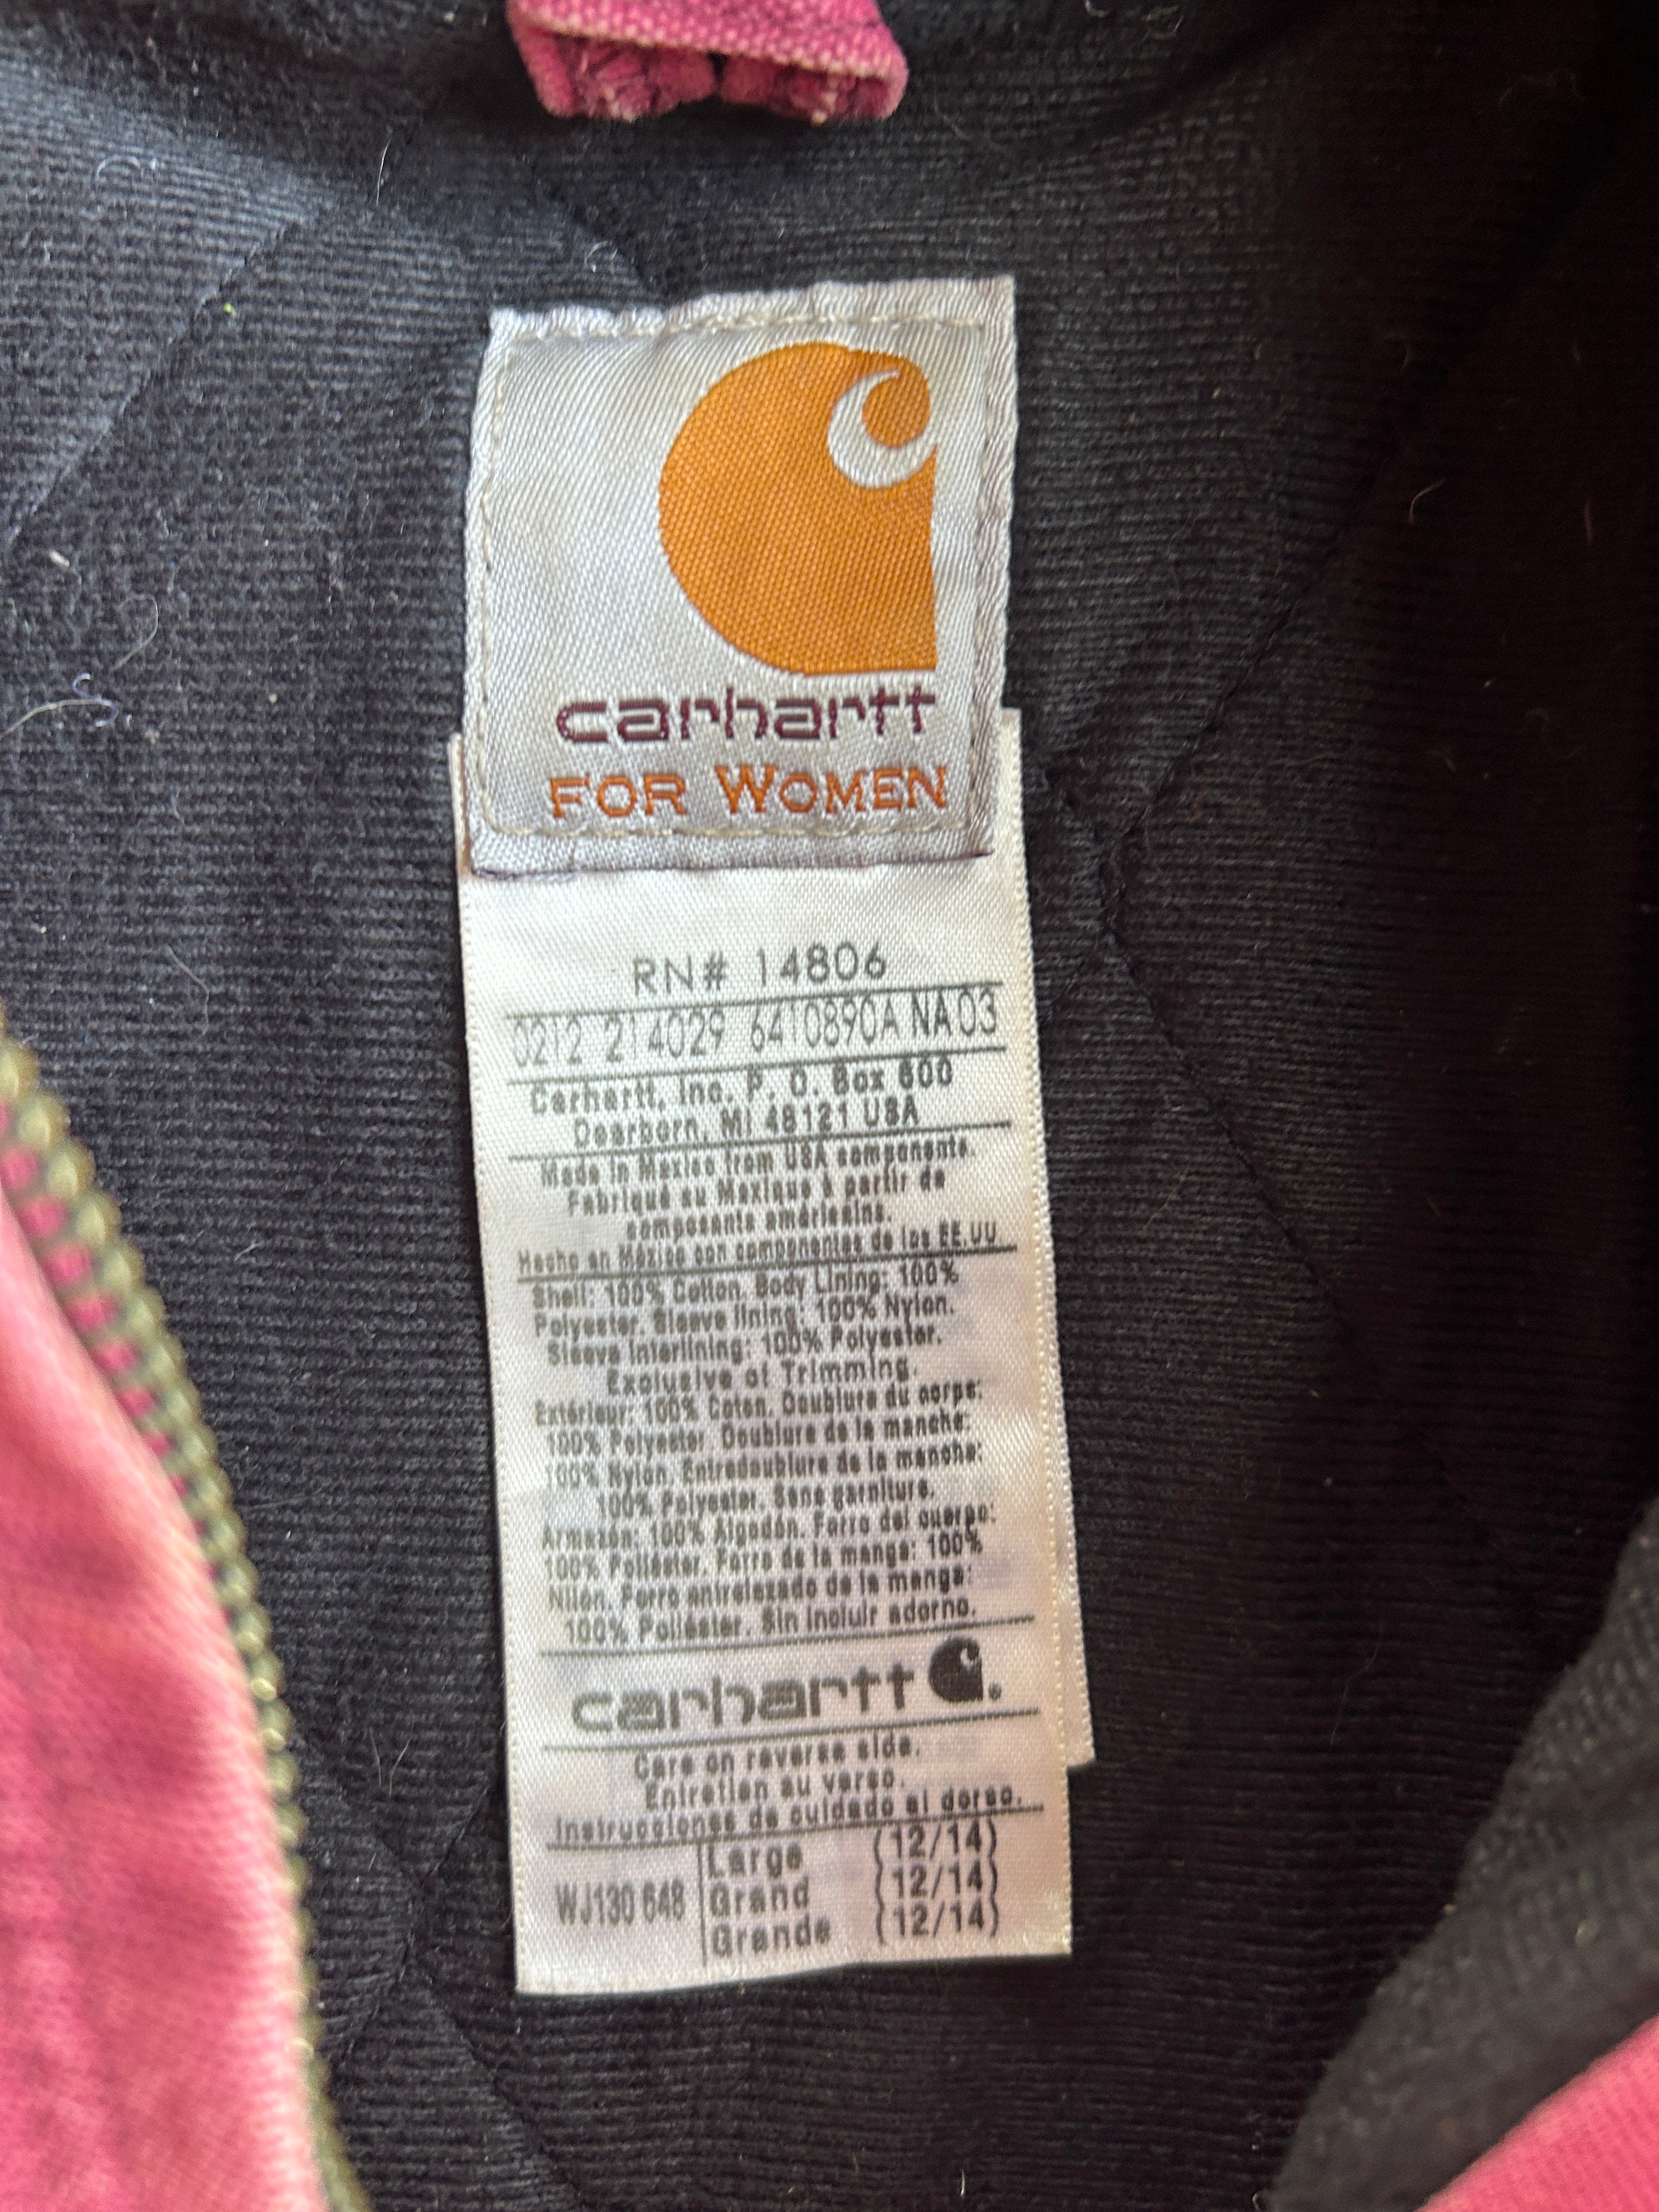 carhartt
FOR WOMEN
RN# 14806
0212 214029 6410890A NA03
Carhartt, Inc. P. O. Box 600
Dearborn, MI 48121 USA
Made in Mexico from USA components.
Fabriqué au Mexique à partir de
composants américains.
Hecho en México con componentes de los EE.UU.
Shell: 100% Cotton. Body Lining: 100%
Polyester. Sleeve lining: 100% Nylon.
Sleeve Interlining: 100% Polyester.
Exclusive of Trimming.
Extérieur: 100% Coton. Doublure du corps:
100% Polyester. Doublure de la manche:
100% Nylon. Entredoublure de la manche:
100% Polyester. Sans garniture.
Armazón: 100% Algodón. Forro del cuerpo:
100% Poliéster. Forro de la manga: 100%
Nilon. Forro entrelezado de la manga:
100% Poliéster. Sin incluir adorno.
carhartt
Care on reverse side.
Entretien au verso.
Instrucciones de cuidado al dorso.
WJ130 648
Large (12/14)
Grand (12/14)
Grande (12/14)